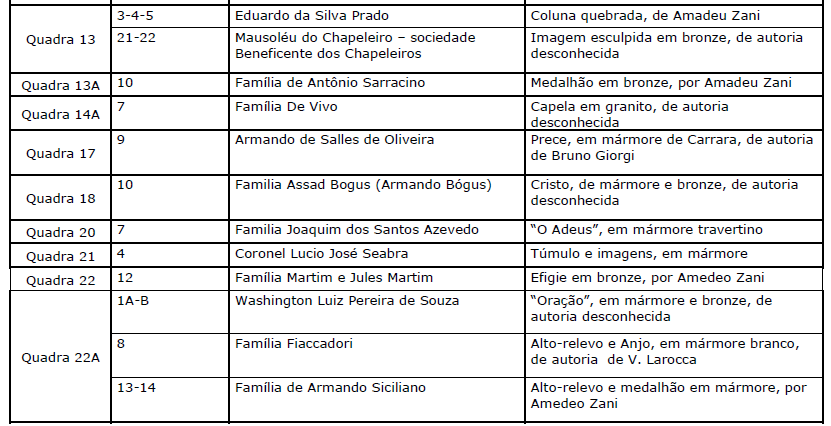 Quadra 13
3-4-5 Eduardo da Silva Prado Coluna quebrada, de Amadeu Zani
21-22 Mausoléu do Chapeleiro – sociedade Imagem esculpida em bronze, de autoria
Beneficente dos Chapeleiros desconhecida
Quadra 13A 10 Família de Antônio Sarracino Medalhão em bronze, por Amadeu Zani
Quadra 14A 7 Família De Vivo Capela em granito, de autoria
desconhecida
Quadra 17 9 Armando de Salles de Oliveira Prece, em mármore de Carrara, de autoria
de Bruno Giorgi
Quadra 18 10 Familia Assad Bogus (Armando Bógus) Cristo, de mármore e bronze, de autoria
desconhecida
Quadra 20 7 Familia Joaquim dos Santos Azevedo “O Adeus”, em mármore travertino
Quadra 21 4 Coronel Lucio José Seabra Túmulo e imagens, em mármore
Quadra 22 12 Família Martim e Jules Martim Efigie em bronze, por Amedeo Zani
Quadra 22A
1A-B Washington Luiz Pereira de Souza “Oração”, em mármore e bronze, de
autoria desconhecida
8 Família Fiaccadori Alto-relevo e Anjo, em mármore branco,
de autoria de V. Larocca
13-14 Família de Armando Siciliano Alto-relevo e medalhão em mármore, por
Amedeo Zani